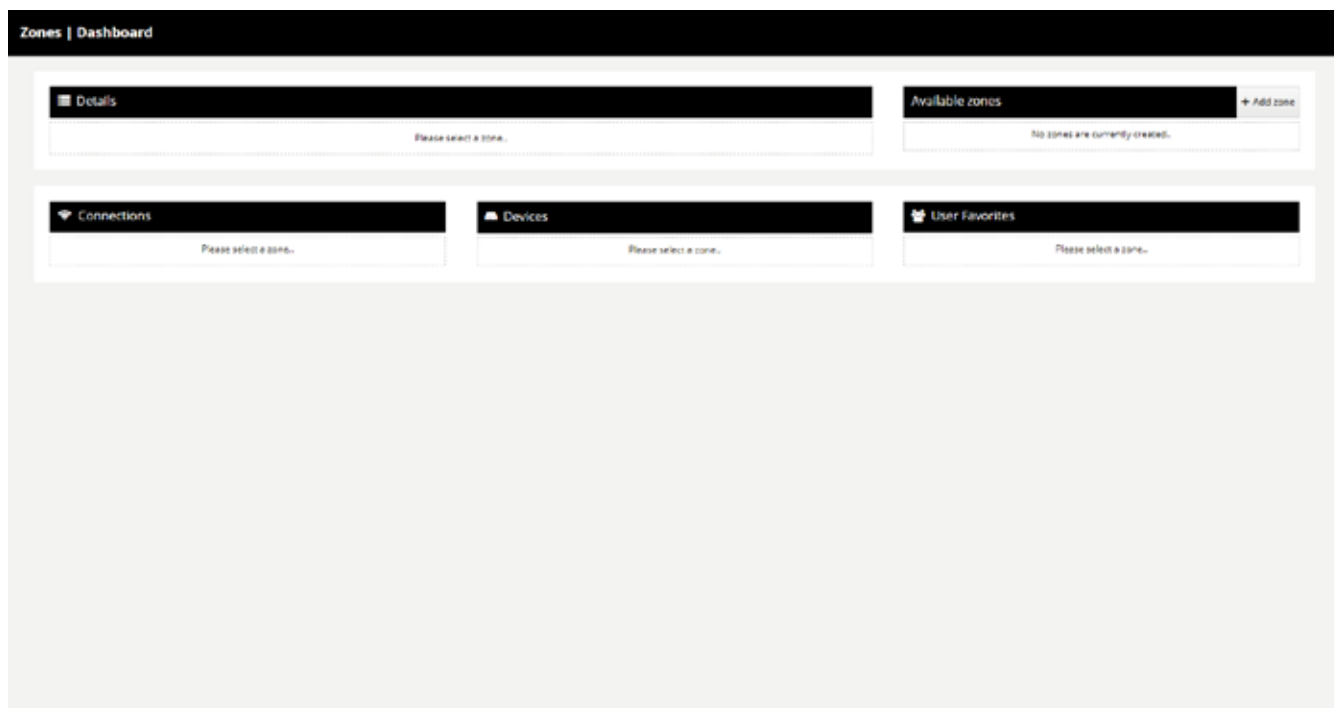 Zones | Dashboard
Details
Please select a zone..
Available zones
+ Add zone
No zones are currently created..
Connections
Please select a zone..
Devices
Please select a zone..
User Favorites
Please select a zone..